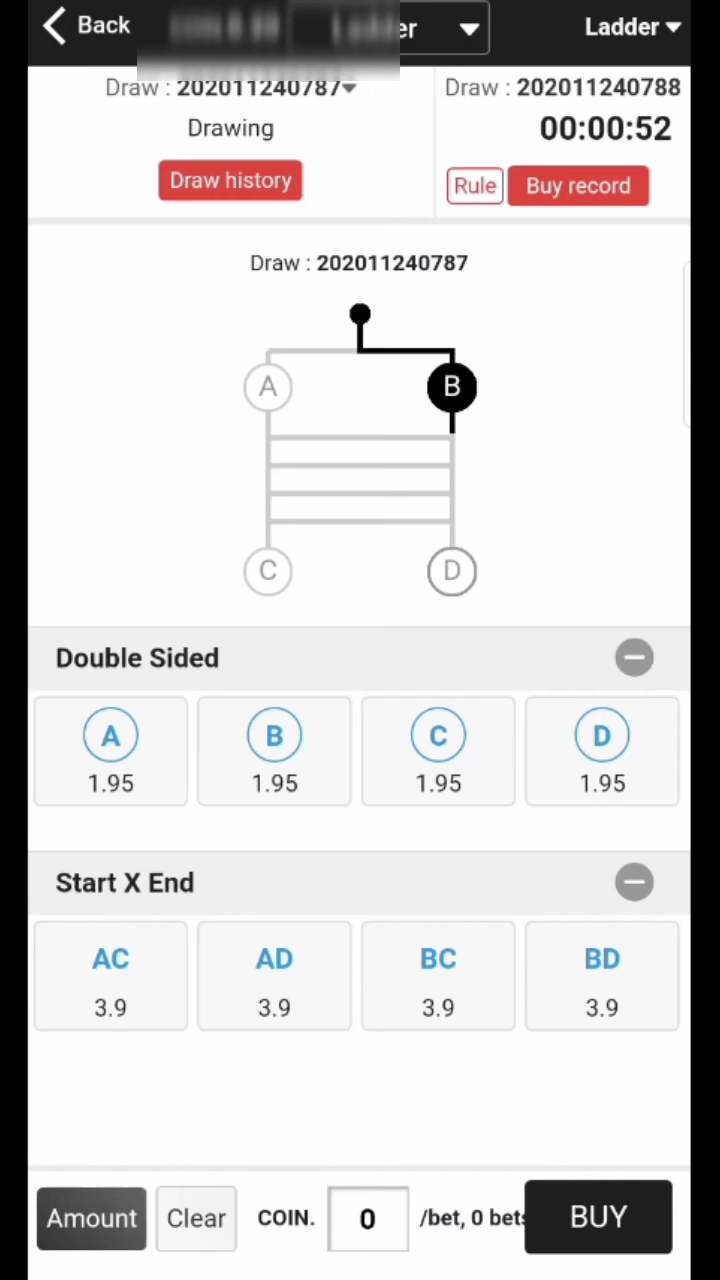 Back
er
Ladder
Draw : 202011240787
Drawing
Draw history
Draw : 202011240788
00:00:52
Rule
Buy record
Draw : 202011240787
A
B
C
D
Double Sided
A
B
C
D
1.95
1.95
1.95
1.95
Start X End
AC
AD
BC
BD
3.9
3.9
3.9
3.9
Amount
Clear
COIN.
0
/bet, 0 bets
BUY